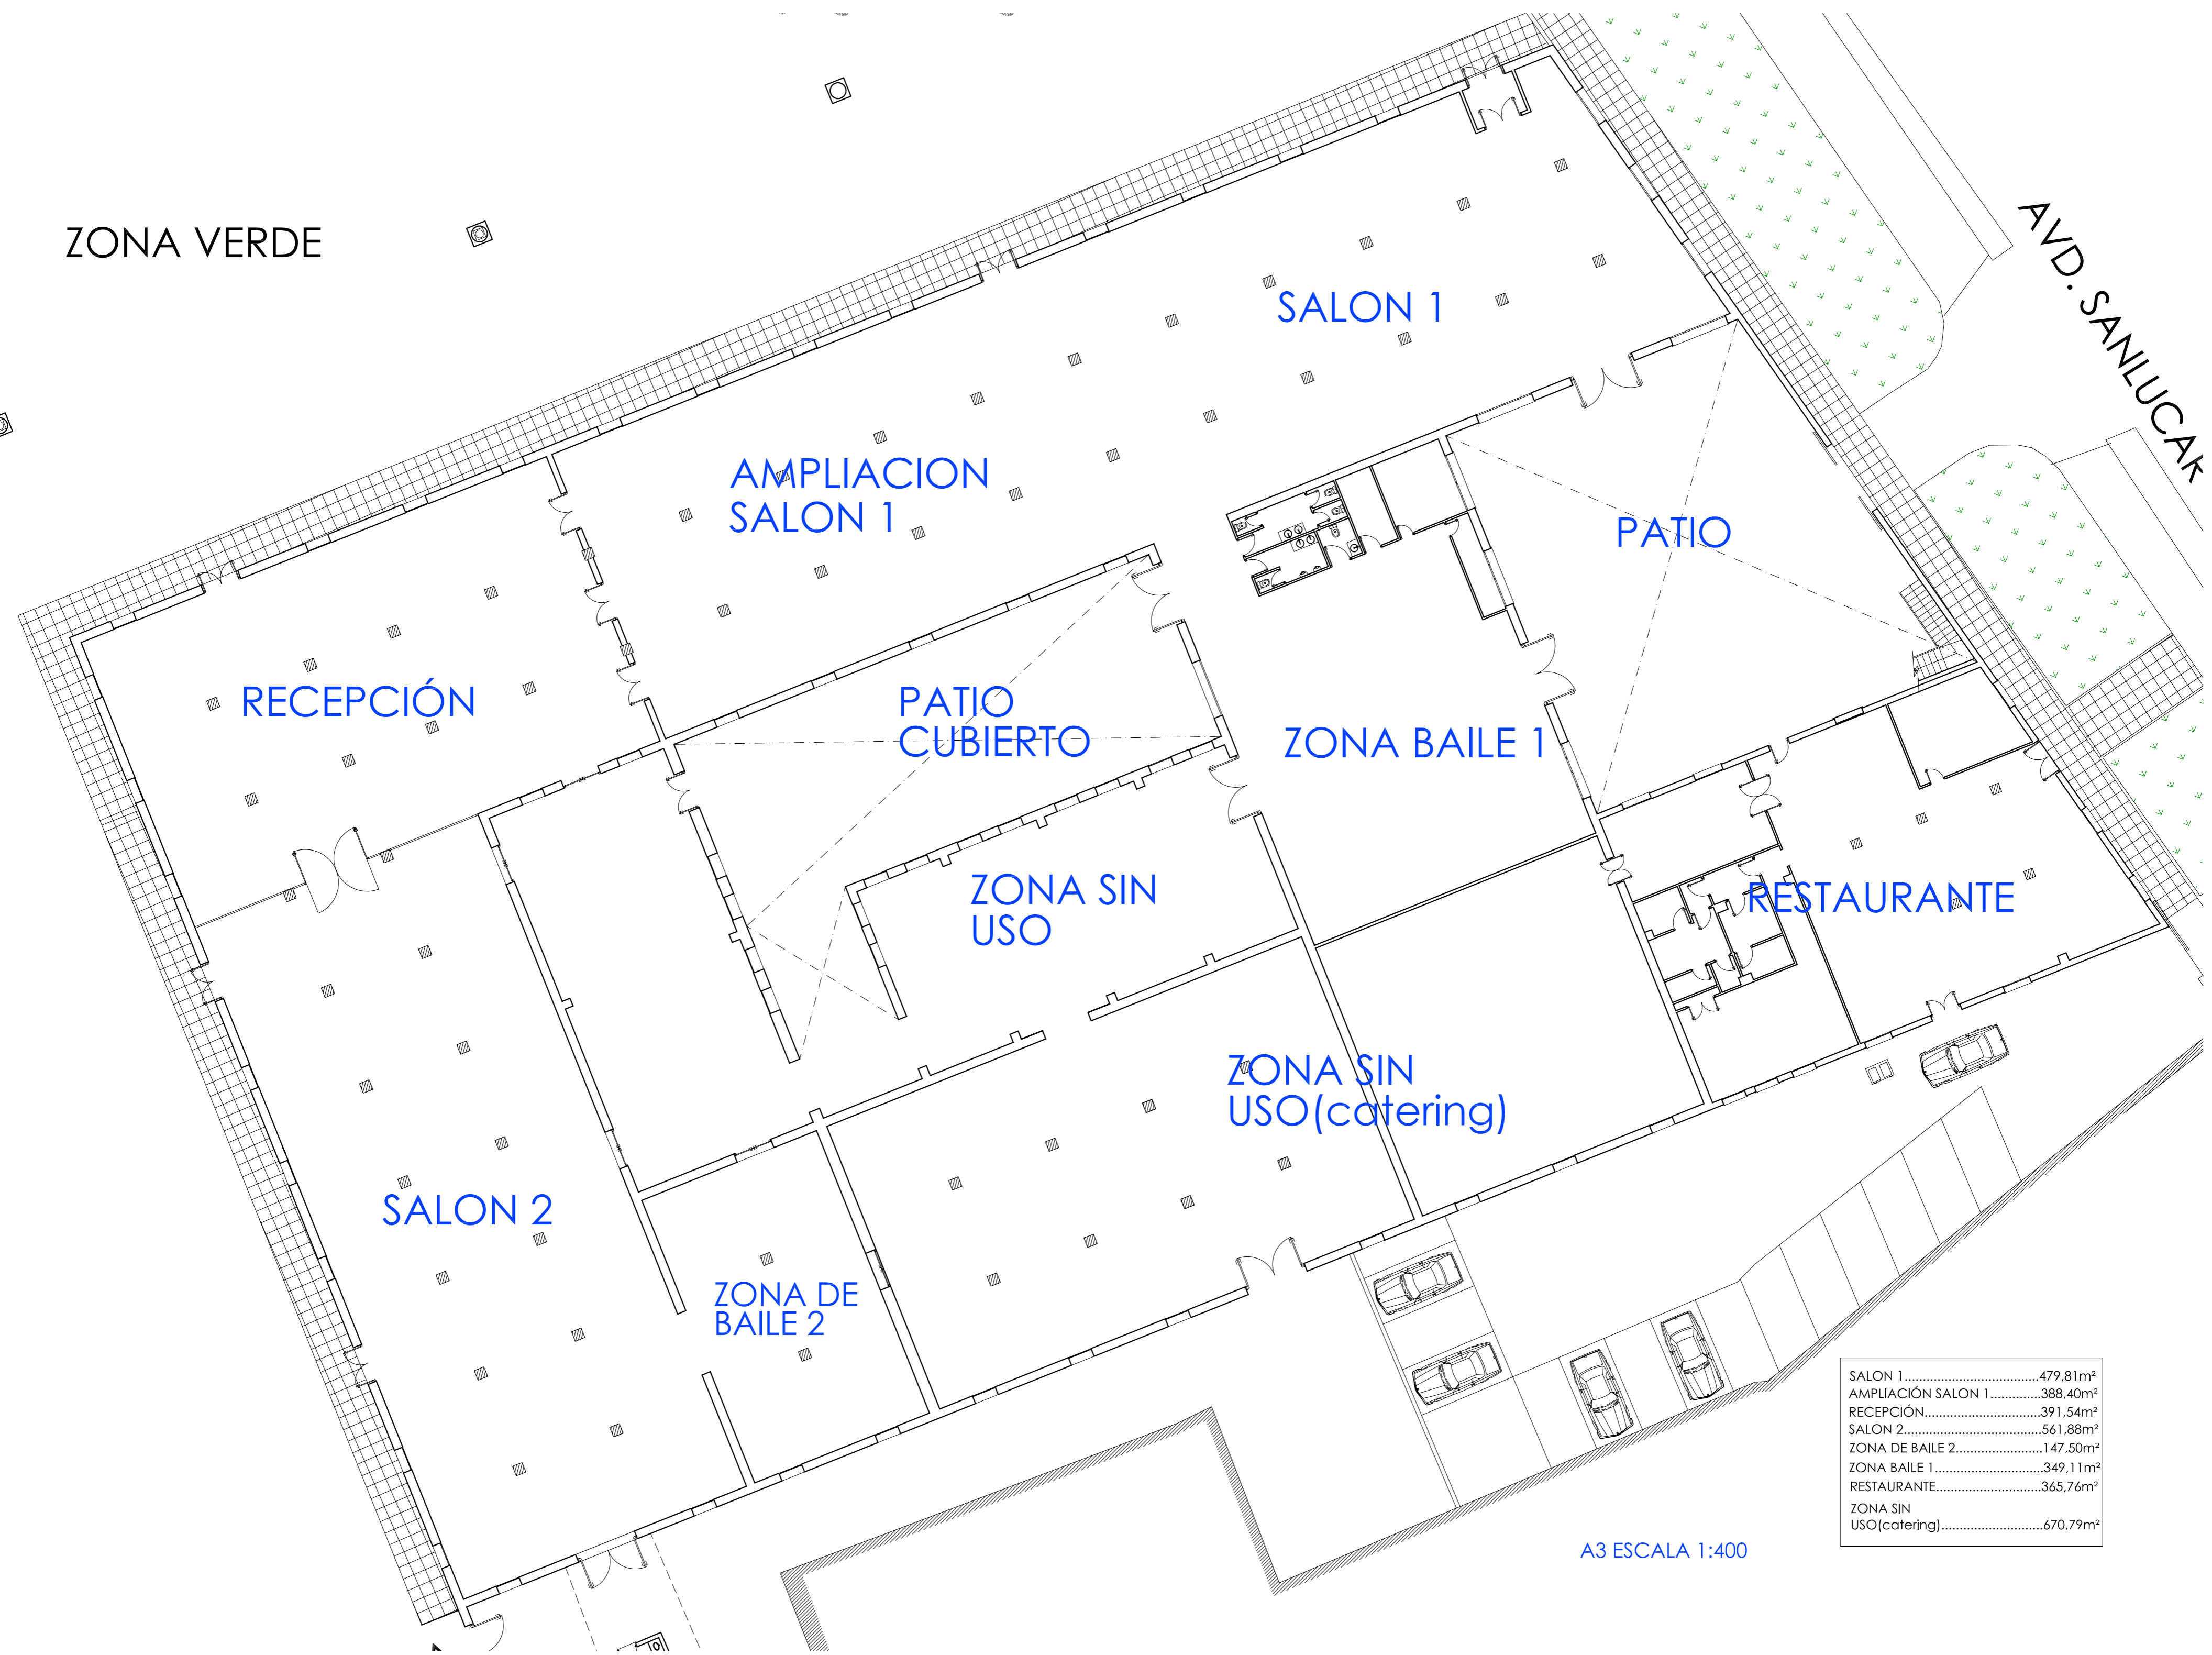 ZONA VERDE
AVD. SANLUCAR
SALON 1
AMPLIACION
SALON 1
PATIO
RECEPCIÓN
PATIO
CUBIERTO
ZONA BAILE 1
ZONA SIN
USO
RESTAURANTE
ZONA SIN
USO(catering)
SALON 2
ZONA DE
BAILE 2
SALON 1....................................479,81m²
AMPLIACIÓN SALON 1.............388,40m²
RECEPCIÓN...............................391,54m²
SALON 2.....................................561,88m²
ZONA DE BAILE 2.......................147,50m²
ZONA BAILE 1.............................349,11m²
RESTAURANTE............................365,76m²
ZONA SIN
USO(catering)...........................670,79m²
A3 ESCALA 1:400